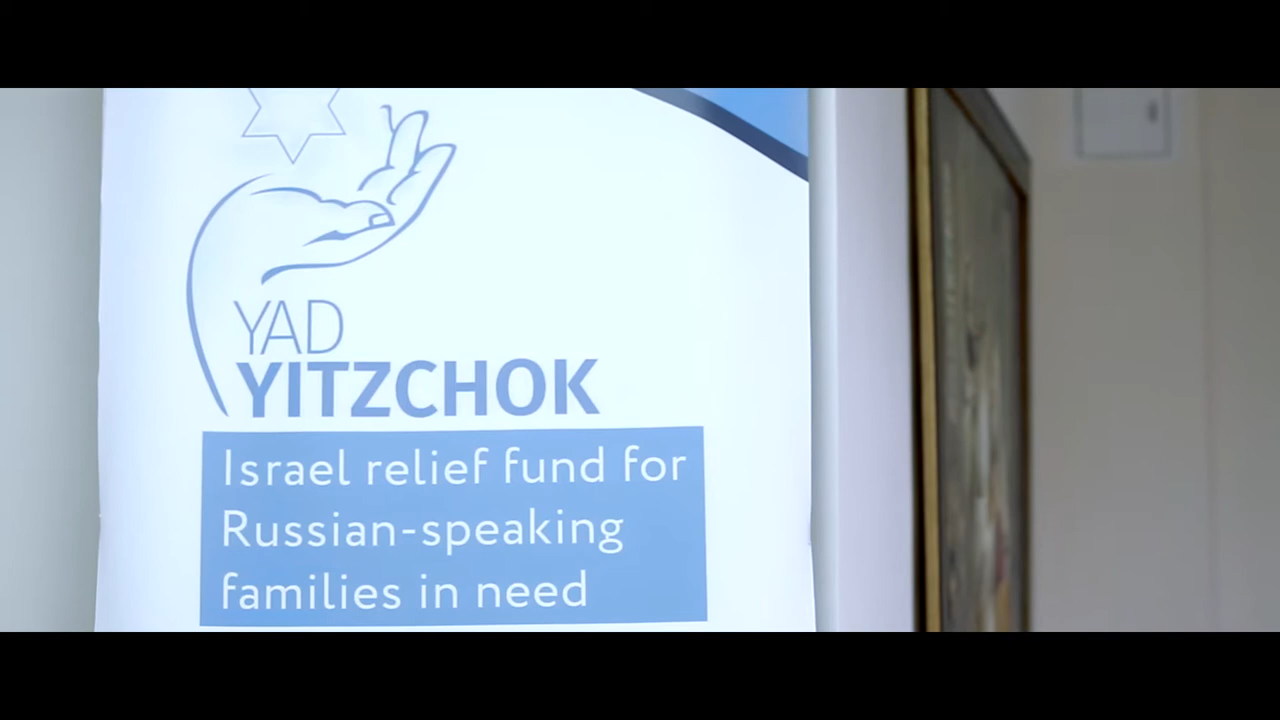 YAD
YITZCHOK
Israel relief fund for
Russian-speaking
families in need